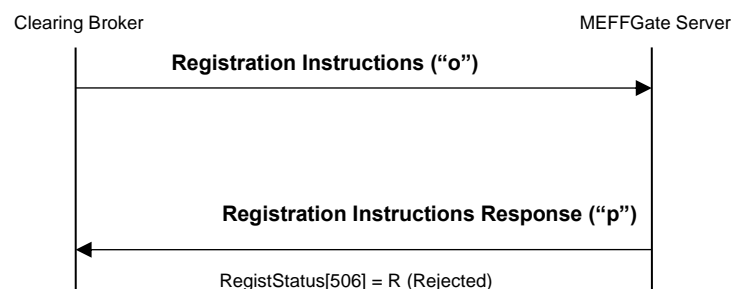 Clearing Broker
MEFFGate Server
Registration Instructions (“o”)
Registration Instructions Response (“p”)
RegistStatus[506] = R (Rejected)